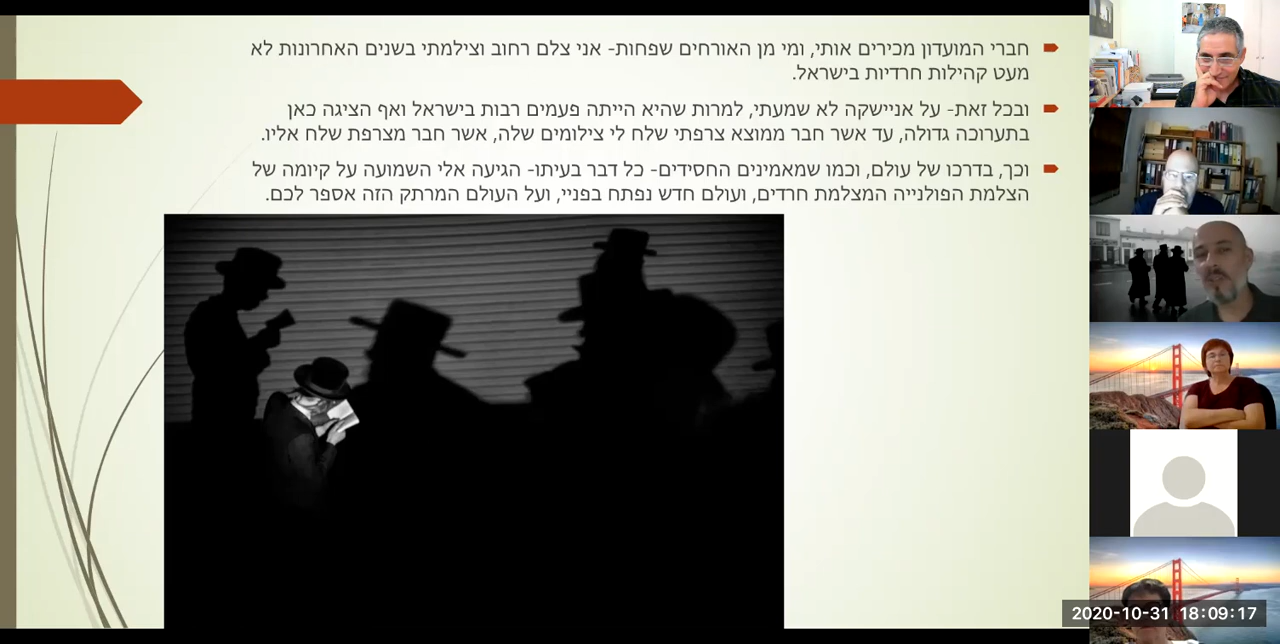 חברי המועדון מכירים אותי, ומי מן האורחים שפחות- אני צלם רחוב וצילמתי בשנים האחרונות לא
מעט קהילות חרדיות בישראל.
ובכל זאת- על אניישקה לא שמעתי, למרות שהיא הייתה פעמים רבות בישראל ואף הציגה כאן
בתערוכה גדולה, עד אשר חבר ממוצא צרפתי שלח לי צילומים שלה, אשר חבר מצרפת שלח אליו.
וכך, בדרכו של עולם, וכמו שמאמינים החסידים- כל דבר בעיתו- הגיעה אלי השמועה על קיומה של
הצלמת הפולנייה המצלמת חרדים, ועולם חדש נפתח בפניי, ועל העולם המרתק הזה אספר לכם.
2020-10-31 18:09:17